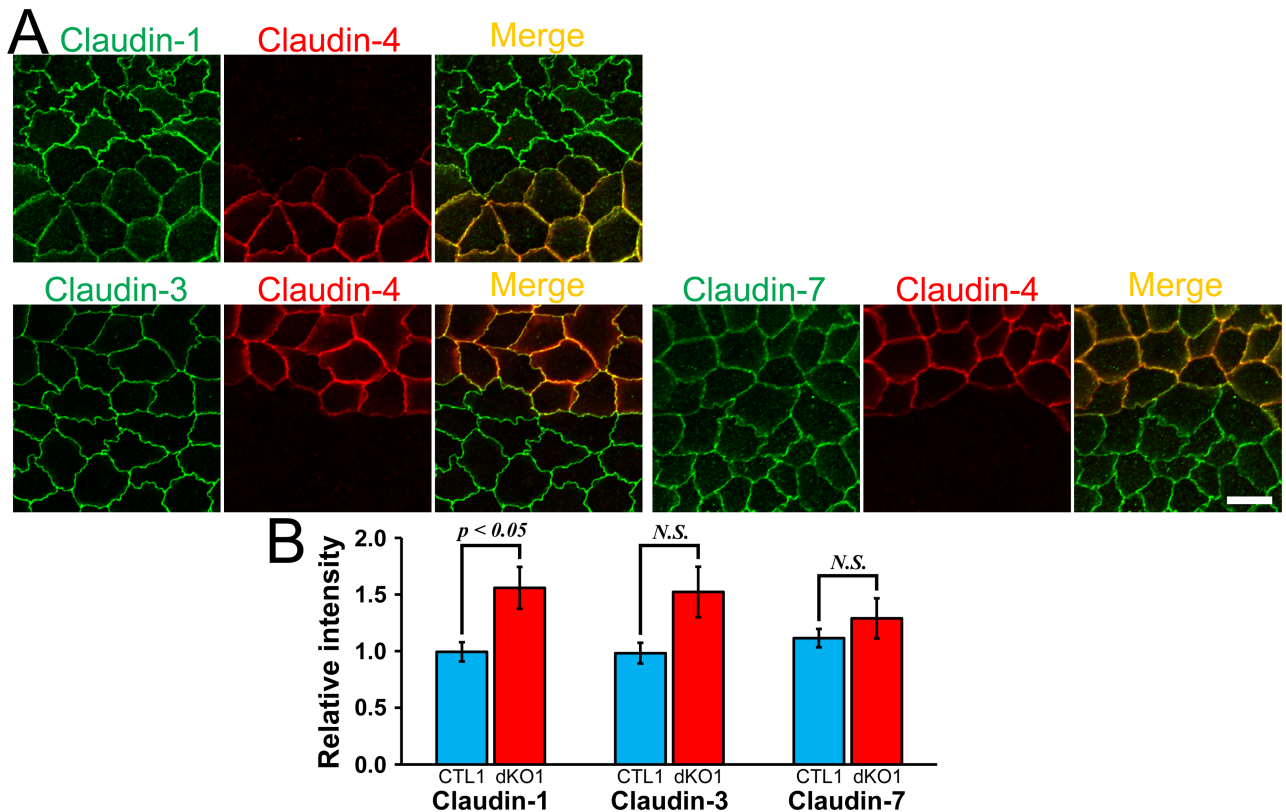 A
Claudin-1 Claudin-4 Merge
Claudin-3 Claudin-4 Merge Claudin-7 Claudin-4 Merge
B
Relative intensity
2.0
1.5
1.0
0.5
0.0
p < 0.05 N.S. N.S.
CTL1 dKO1 CTL1 dKO1 CTL1 dKO1
Claudin-1 Claudin-3 Claudin-7